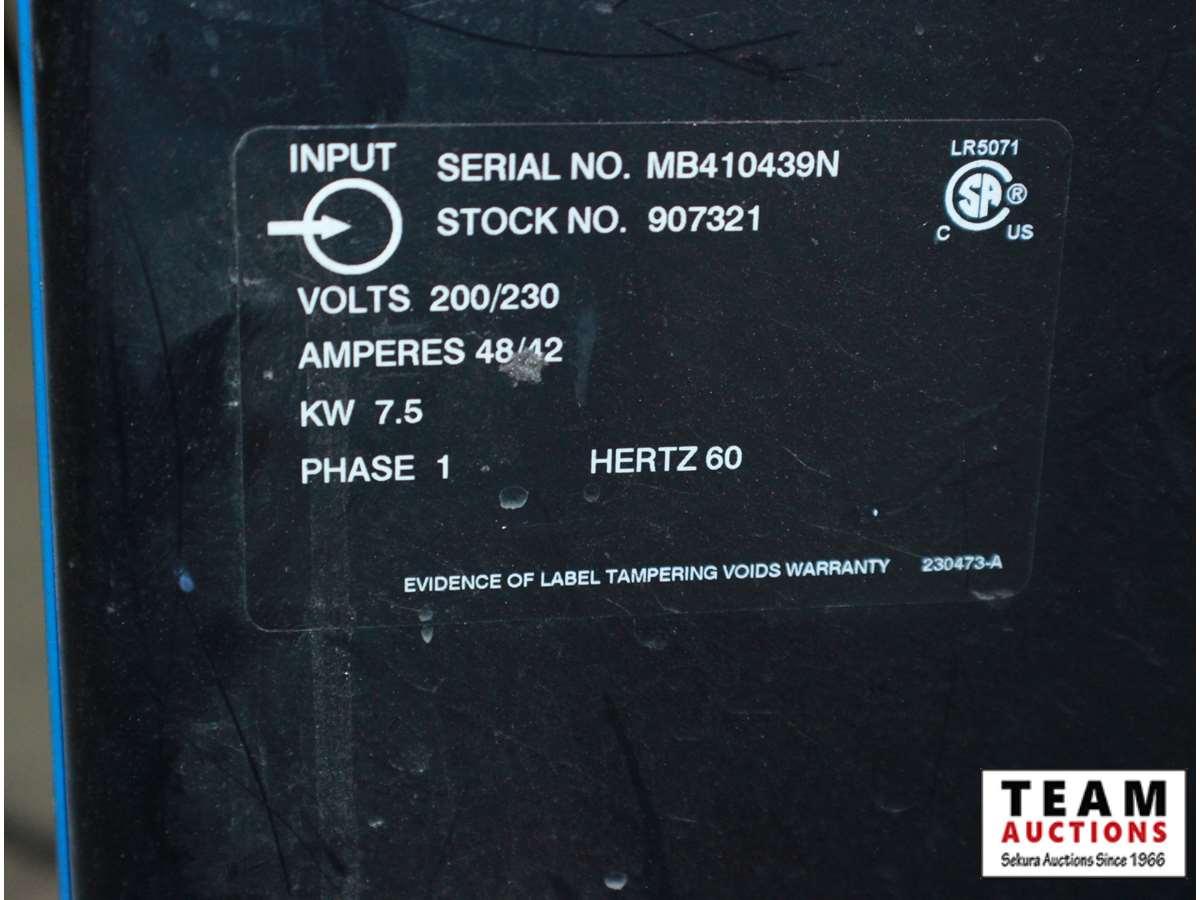 INPUT
SERIAL NO. MB410439N
STOCK NO. 907321
LR5071
SA ®
C US
VOLTS 200/230
AMPERES 48/42
KW 7.5
PHASE 1 HERTZ 60
EVIDENCE OF LABEL TAMPERING VOIDS WARRANTY 230473-A
TEAM
AUCTIONS
Sekura Auctions Since 1966